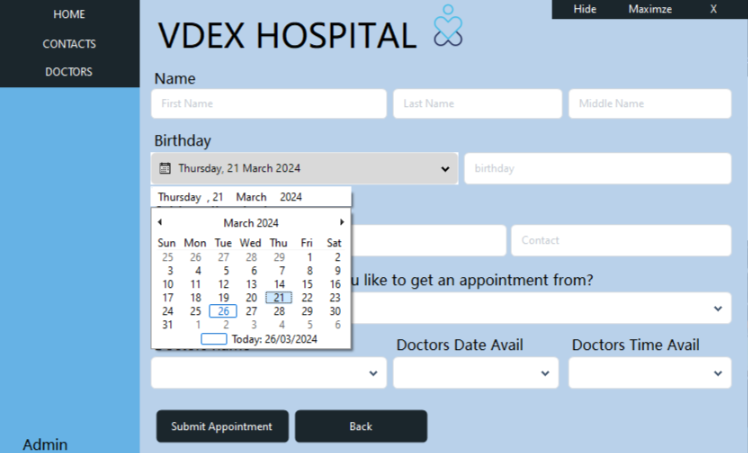 HOME
CONTACTS
DOCTORS
Hide Maximze X
VDEX HOSPITAL
Name
First Name Last Name Middle Name
Birthday
Thursday, 21 March 2024 birthday
Thursday , 21 March 2024
March 2024
Sun Mon Tue Wed Thu Fri Sat
25 26 27 28 29 1 2
3 4 5 6 7 8 9
10 11 12 13 14 15 16
17 18 19 20 21 22 23
24 25 26 27 28 29 30
31 1 2 3 4 5 6
Today: 26/03/2024
Contact
u like to get an appointment from?
Doctors Date Avail Doctors Time Avail
Submit Appointment Back
Admin